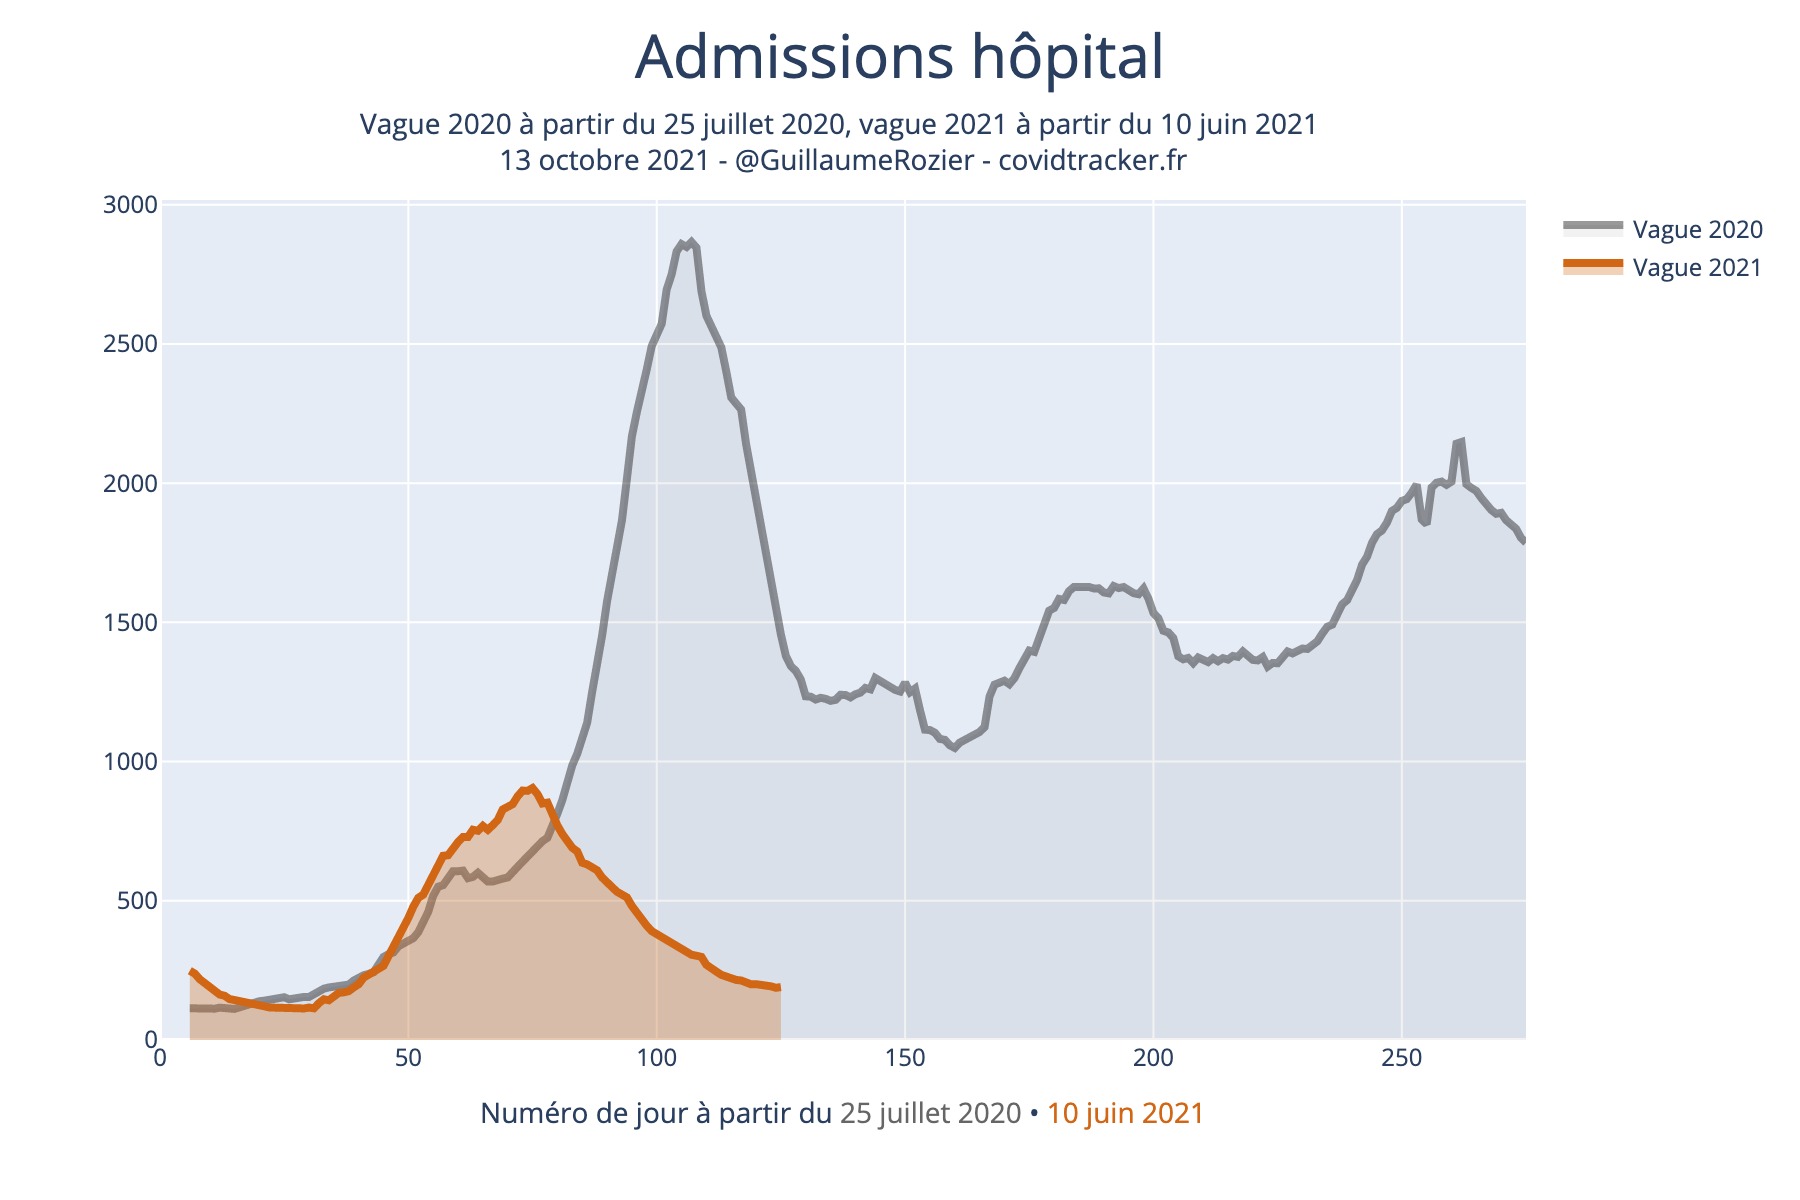 Admissions hôpital
Vague 2020 à partir du 25 juillet 2020, vague 2021 à partir du 10 juin 2021
13 octobre 2021 - @GuillaumeRozier - covidtracker.fr
3000
2500
2000
1500
1000
500
0
0 50 100 150 200 250
Vague 2020
Vague 2021
Numéro de jour à partir du 25 juillet 2020 • 10 juin 2021